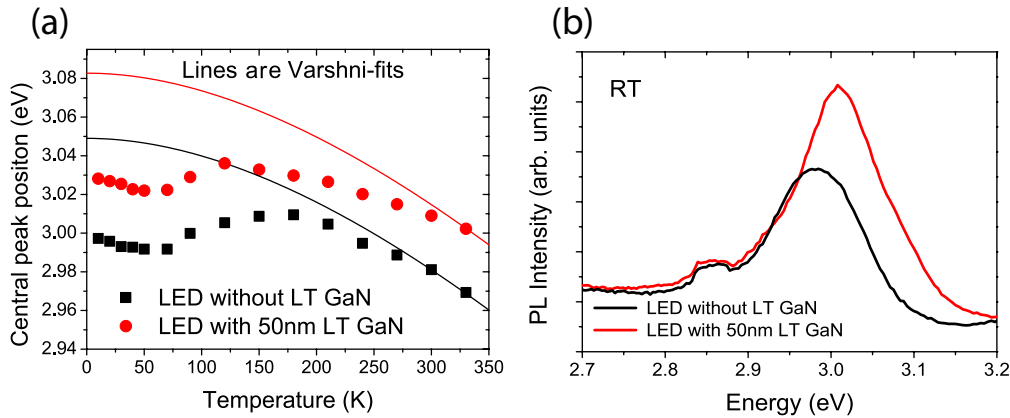 (a)
Lines are Varshni-fits
Central peak positon (eV)
3.08
3.06
3.04
3.02
3.00
2.98
2.96
2.94
LED without LT GaN
LED with 50nm LT GaN
0 50 100 150 200 250 300 350
Temperature (K)
(b)
RT
PL Intensity (arb. units)
LED without LT GaN
LED with 50nm LT GaN
2.7 2.8 2.9 3.0 3.1 3.2
Energy (eV)